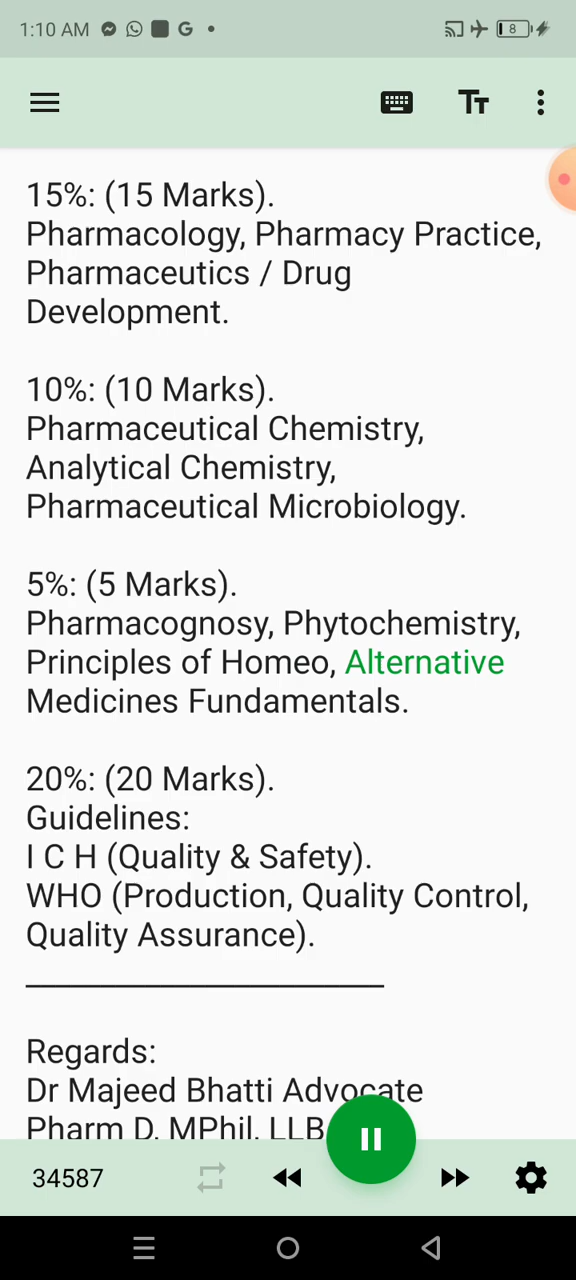 1:10 AM
8
15%: (15 Marks).
Pharmacology, Pharmacy Practice,
Pharmaceutics / Drug
Development.
10%: (10 Marks).
Pharmaceutical Chemistry,
Analytical Chemistry,
Pharmaceutical Microbiology.
5%: (5 Marks).
Pharmacognosy, Phytochemistry,
Principles of Homeo, Alternative
Medicines Fundamentals.
20%: (20 Marks).
Guidelines:
I C H (Quality & Safety).
WHO (Production, Quality Control,
Quality Assurance).
Regards:
Dr Majeed Bhatti Advocate
Pharm D, MPhil, LLB
34587